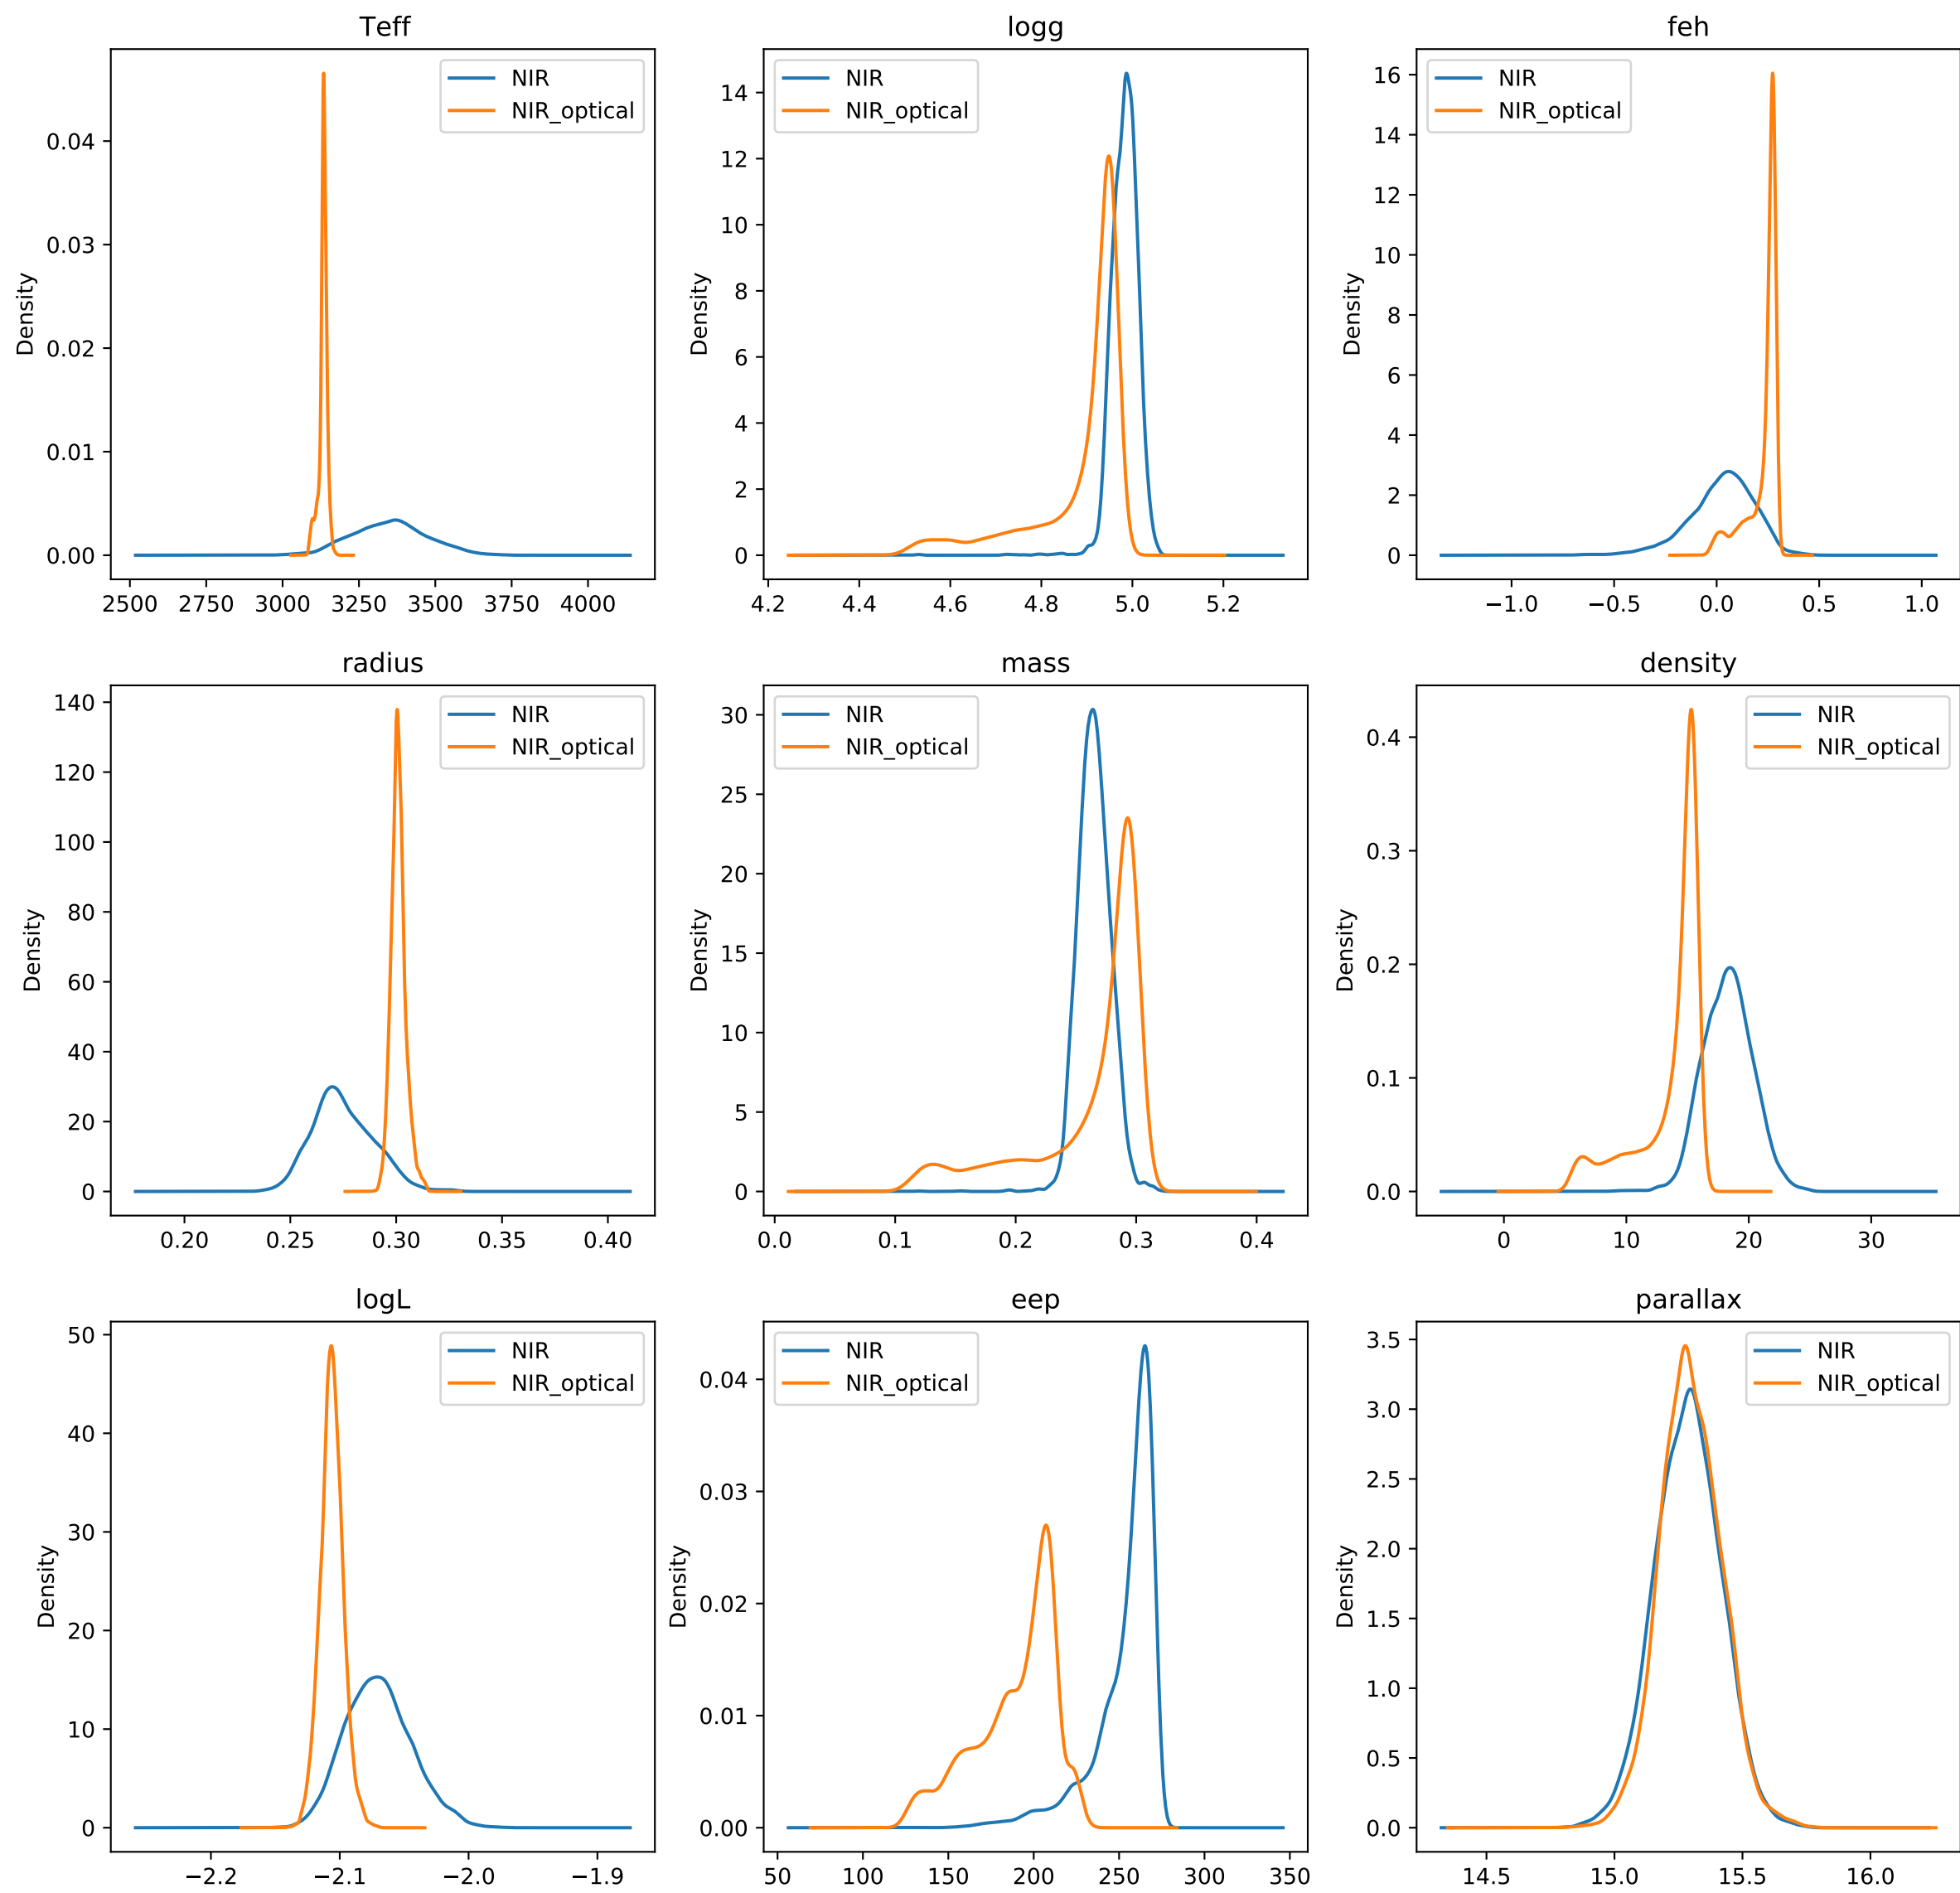 Teff
NIR
NIR_optical
Density
0.04
0.03
0.02
0.01
0.00
2500 2750 3000 3250 3500 3750 4000
logg
NIR
NIR_optical
Density
14
12
10
8
6
4
2
0
4.2 4.4 4.6 4.8 5.0 5.2
feh
NIR
NIR_optical
Density
16
14
12
10
8
6
4
2
0
−1.0 −0.5 0.0 0.5 1.0
radius
NIR
NIR_optical
Density
140
120
100
80
60
40
20
0
0.20 0.25 0.30 0.35 0.40
mass
NIR
NIR_optical
Density
30
25
20
15
10
5
0
0.0 0.1 0.2 0.3 0.4
density
NIR
NIR_optical
Density
0.4
0.3
0.2
0.1
0.0
0 10 20 30
logL
NIR
NIR_optical
Density
50
40
30
20
10
0
−2.2 −2.1 −2.0 −1.9
eep
NIR
NIR_optical
Density
0.04
0.03
0.02
0.01
0.00
50 100 150 200 250 300 350
parallax
NIR
NIR_optical
Density
3.5
3.0
2.5
2.0
1.5
1.0
0.5
0.0
14.5 15.0 15.5 16.0